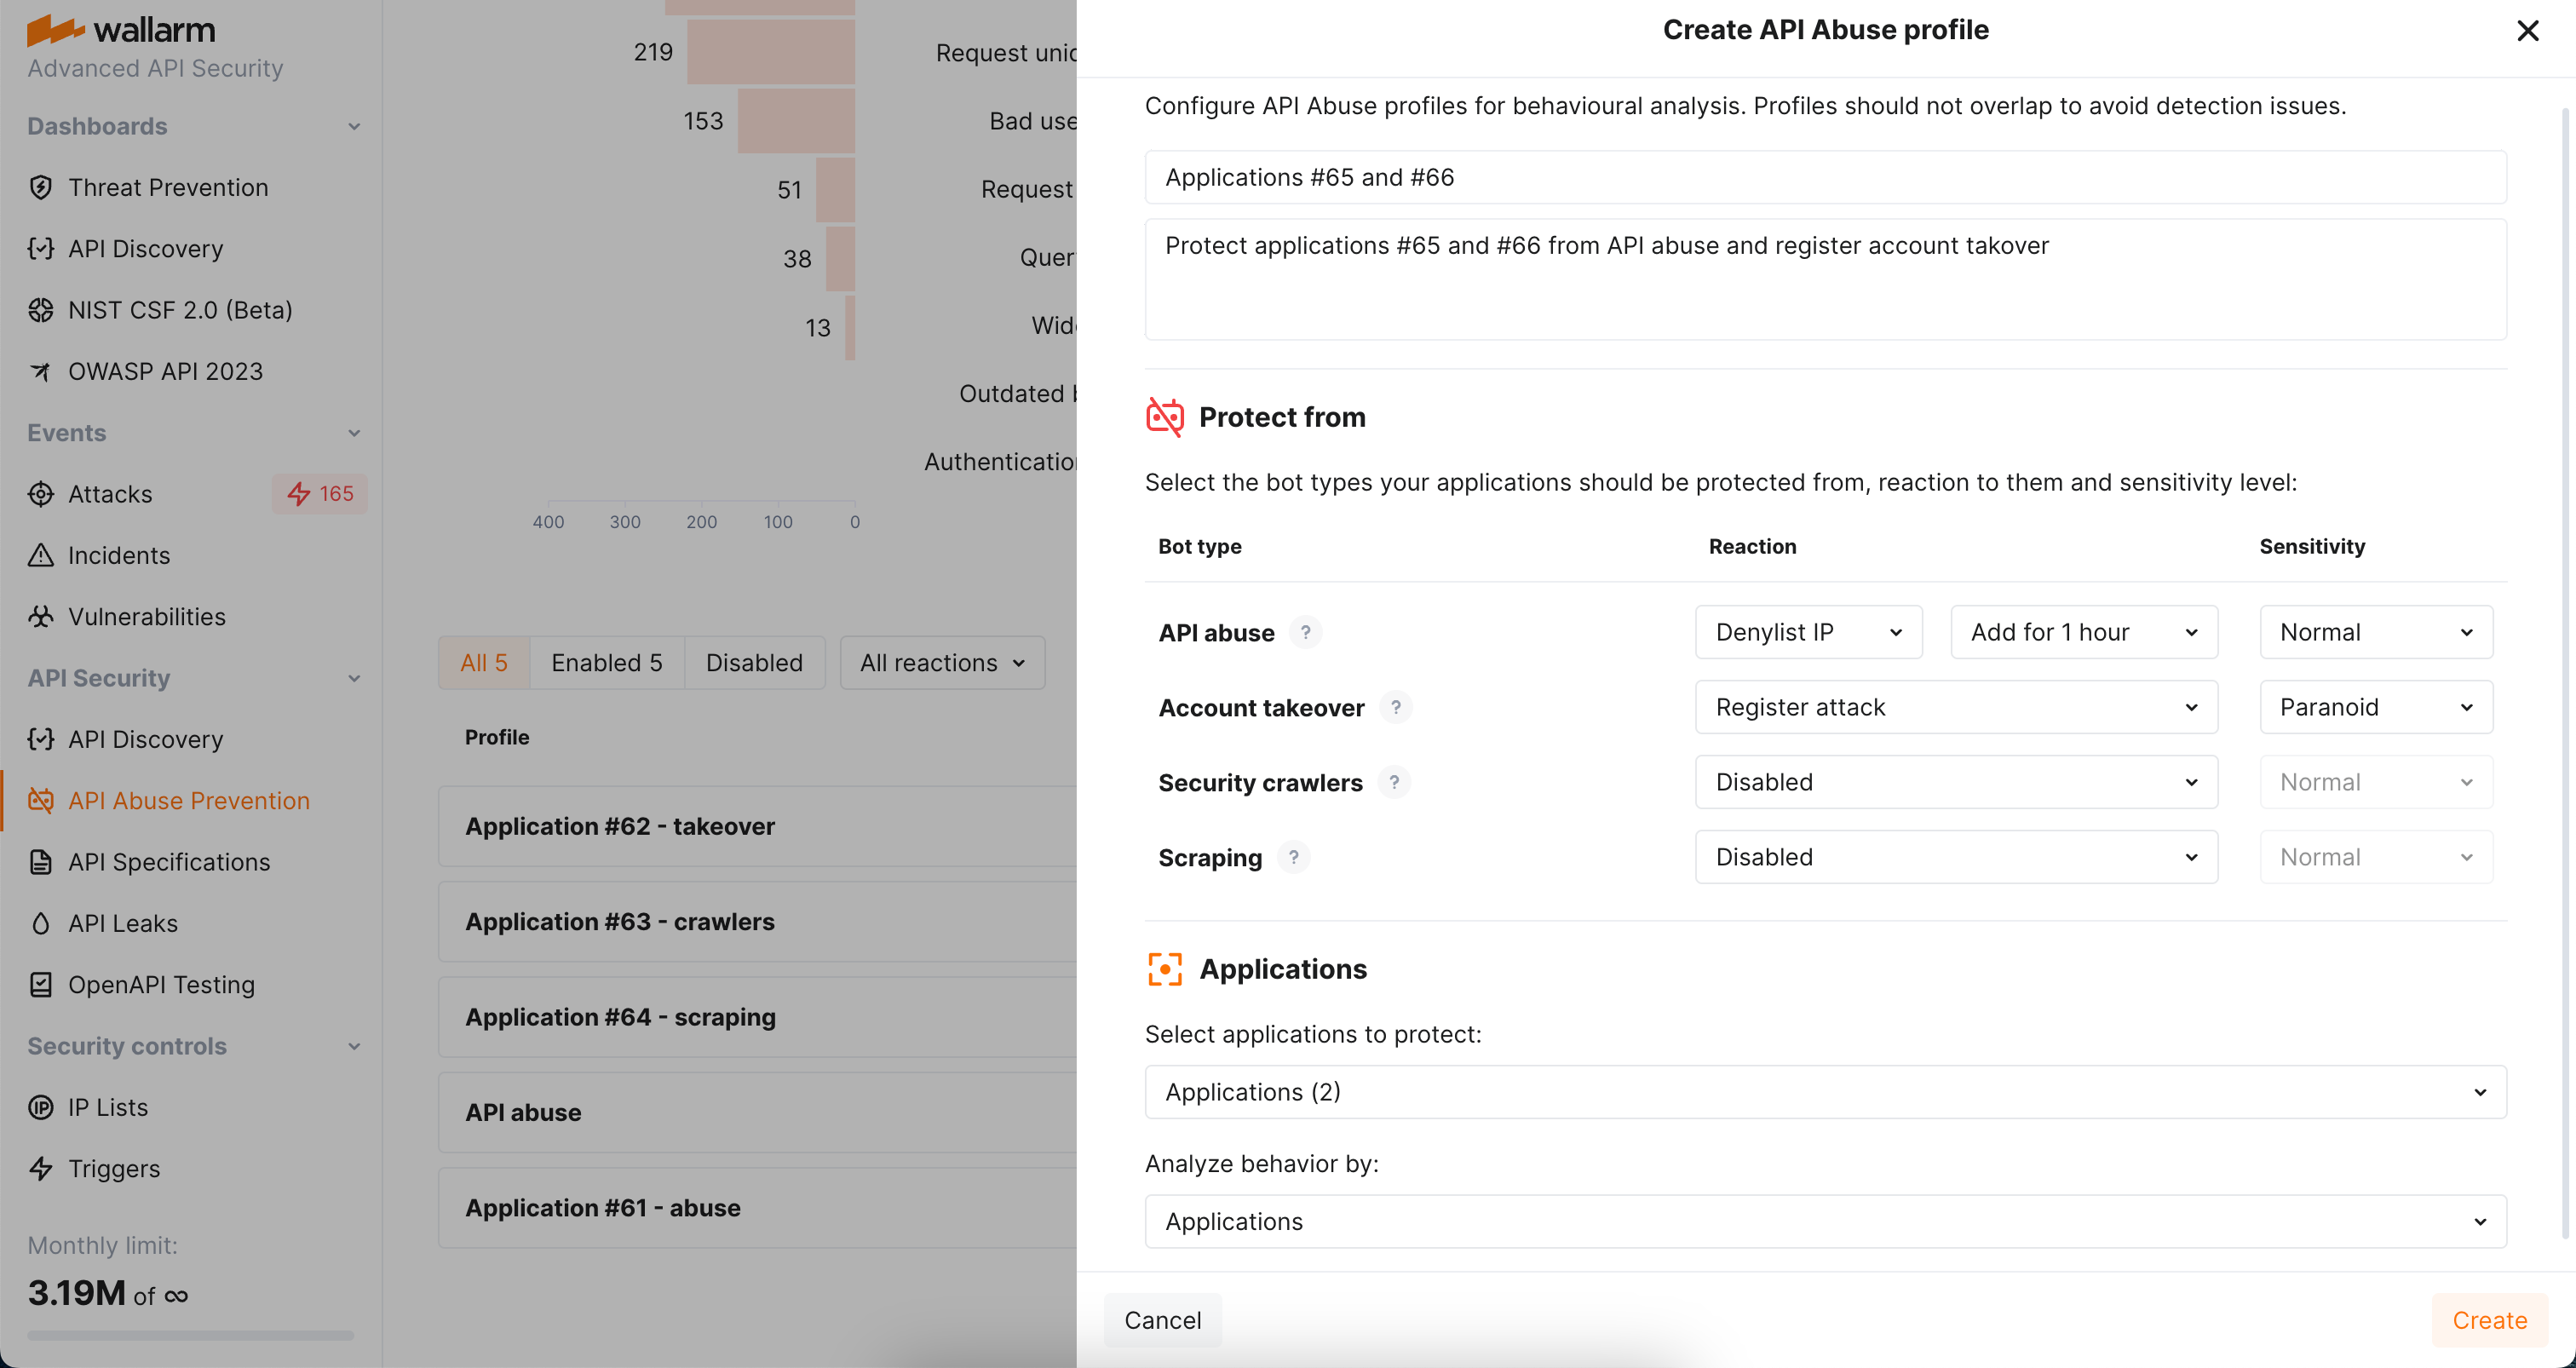 wallarm
Advanced API Security
Dashboards
Threat Prevention
API Discovery
NIST CSF 2.0 (Beta)
OWASP API 2023
Events
Attacks 165
Incidents
Vulnerabilities
API Security
API Discovery
API Abuse Prevention
API Specifications
API Leaks
OpenAPI Testing
Security controls
IP Lists
Triggers
Monthly limit:
3.19M of ∞
219
153
51
38
13
400 300 200 100 0
Request
Bad
Request
Outdated
All 5 Enabled 5 Disabled All reactions
Profile
Application #62 - takeover
Application #63 - crawlers
Application #64 - scraping
API abuse
Application #61 - abuse
Create API Abuse profile
Configure API Abuse profiles for behavioural analysis. Profiles should not overlap to avoid detection issues.
Applications #65 and #66
Protect applications #65 and #66 from API abuse and register account takover
Protect from
Select the bot types your applications should be protected from, reaction to them and sensitivity level:
Bot type Reaction Sensitivity
API abuse ? Denylist IP Add for 1 hour Normal
Account takeover ? Register attack Paranoid
Security crawlers ? Disabled Normal
Scraping ? Disabled Normal
Applications
Select applications to protect:
Applications (2)
Analyze behavior by:
Applications
Cancel Create